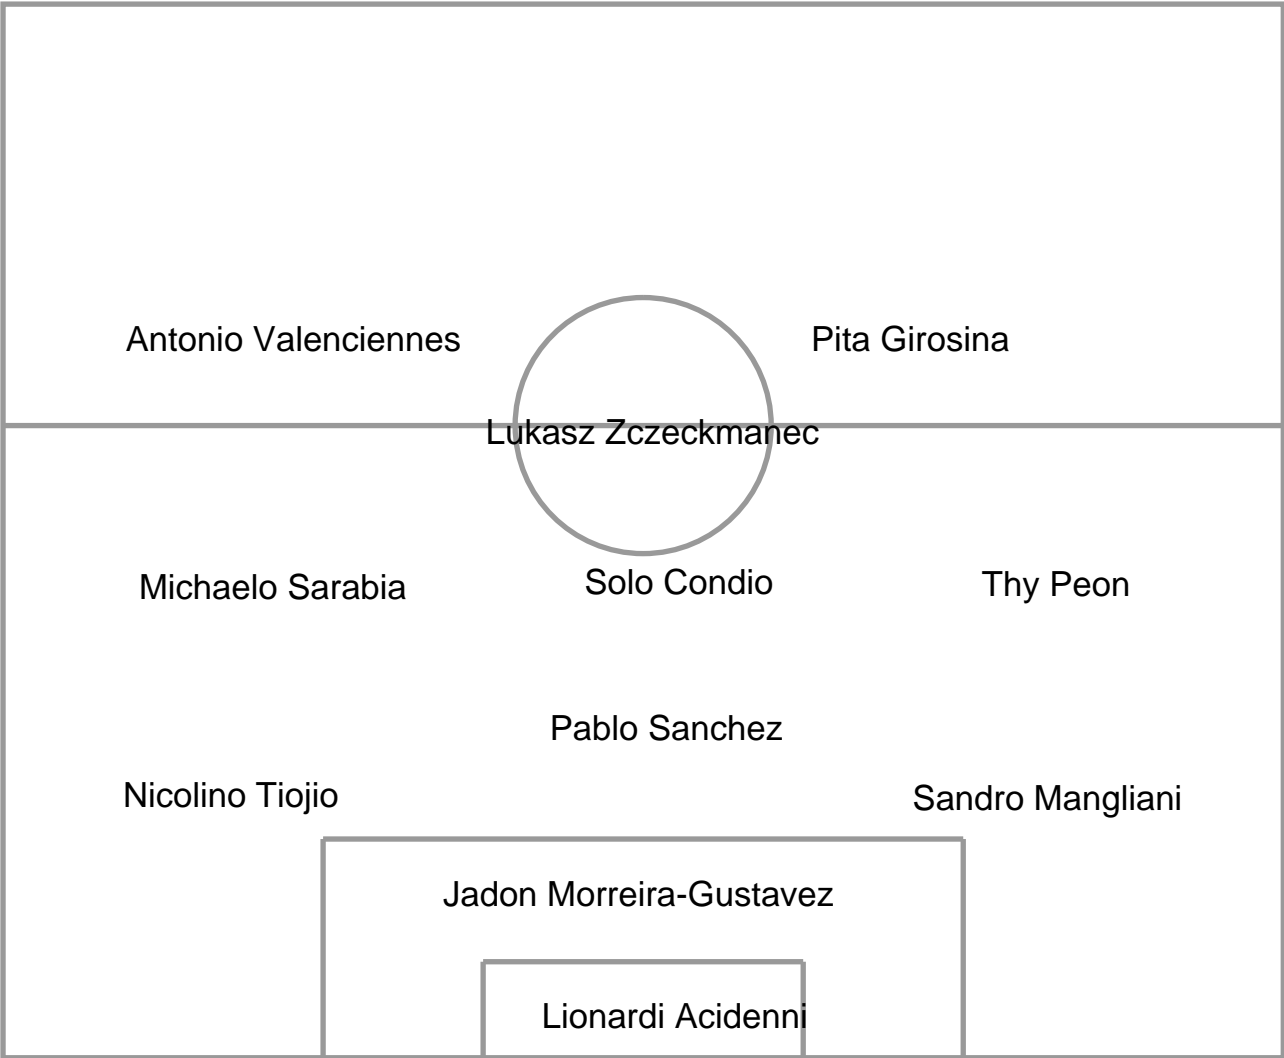 Antonio Valenciennes
Pita Girosina
Lukasz Zczeckmanec
Michaelo Sarabia
Solo Condio
Thy Peon
Pablo Sanchez
Nicolino Tiojio
Sandro Mangliani
Jadon Morreira-Gustavez
Lionardi Acidenni